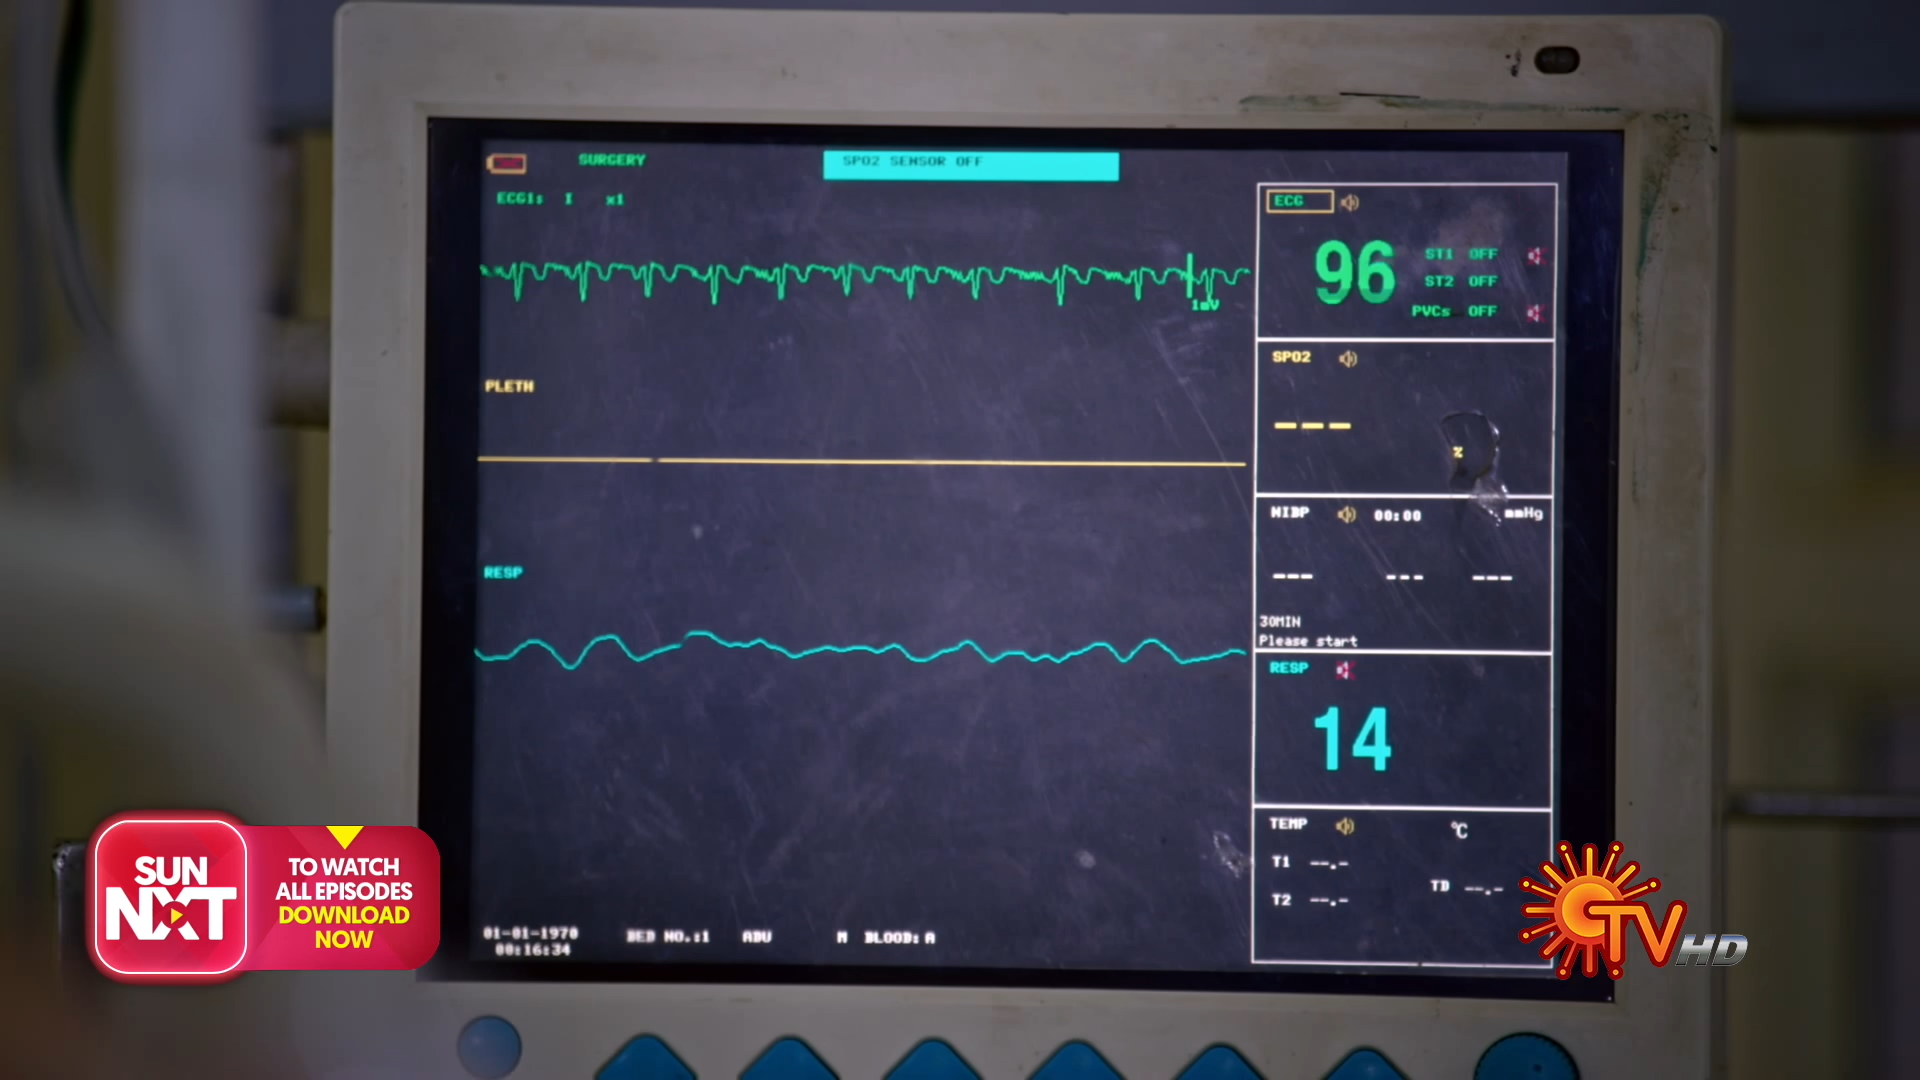 SURGERY
SPO2 SENSOR OFF
ECG1: I x1
1mV
ECG
96
ST1 OFF
ST2 OFF
PVCs OFF
PLETH
SPO2
---
%
NIBP 00:00 mmHg
--- --- ---
30MIN
Please start
RESP
RESP
14
TEMP °C
T1 --.-
TD --.-
T2 --.-
01-01-1970
00:16:34
BED NO.:1 ADU M BLOOD: A
SUN
NXT
TO WATCH
ALL EPISODES
DOWNLOAD
NOW
TV HD